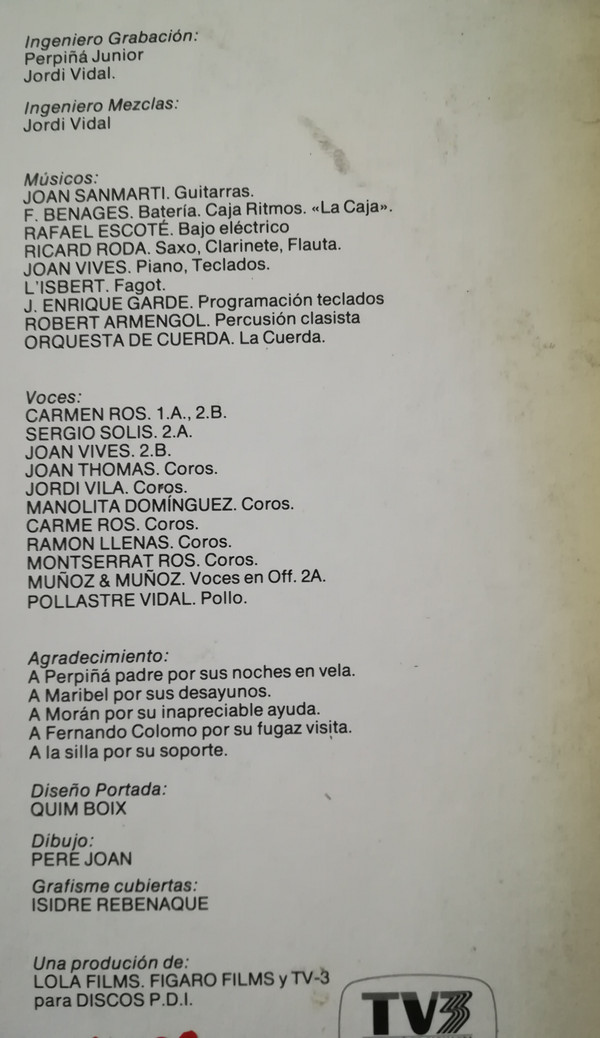 Ingeniero Grabación:
Perpiñá Junior
Jordi Vidal.
Ingeniero Mezclas:
Jordi Vidal
Músicos:
JOAN SANMARTI. Guitarras.
F. BENAGES. Batería. Caja Ritmos. «La Caja».
RAFAEL ESCOTÉ. Bajo eléctrico
RICARD RODA. Saxo, Clarinete, Flauta.
JOAN VIVES. Piano, Teclados.
L'ISBERT. Fagot.
J. ENRIQUE GARDE. Programación teclados
ROBERT ARMENGOL. Percusión clasista
ORQUESTA DE CUERDA. La Cuerda.
Voces:
CARMEN ROS. 1.A., 2.B.
SERGIO SOLIS. 2.A.
JOAN VIVES. 2.B.
JOAN THOMAS. Coros.
JORDI VILA. Coros.
MANOLITA DOMÍNGUEZ. Coros.
CARME ROS. Coros.
RAMON LLENAS. Coros.
MONTSERRAT ROS. Coros.
MUÑOZ & MUÑOZ. Voces en Off. 2A.
POLLASTRE VIDAL. Pollo.
Agradecimiento:
A Perpiñá padre por sus noches en vela.
A Maribel por sus desayunos.
A Morán por su inapreciable ayuda.
A Fernando Colomo por su fugaz visita.
A la silla por su soporte.
Diseño Portada:
QUIM BOIX
Dibujo:
PERE JOAN
Grafisme cubiertas:
ISIDRE REBENAQUE
Una produción de:
LOLA FILMS. FIGARO FILMS y TV-3
para DISCOS P.D.I.
TV3